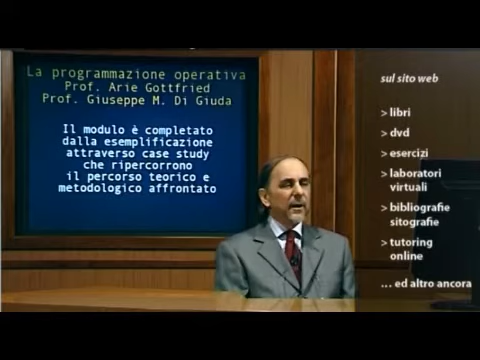 La programmazione operativa
Prof. Arie Gottfried
Prof. Giuseppe M. Di Giuda
Il modulo è completato
dalla esemplificazione
attraverso case study
che ripercorrono
il percorso teorico e
metodologico affrontato
sul sito web
> libri
> dvd
> esercizi
> laboratori
virtuali
> bibliografie
sitografie
> tutoring
online
... ed altro ancora